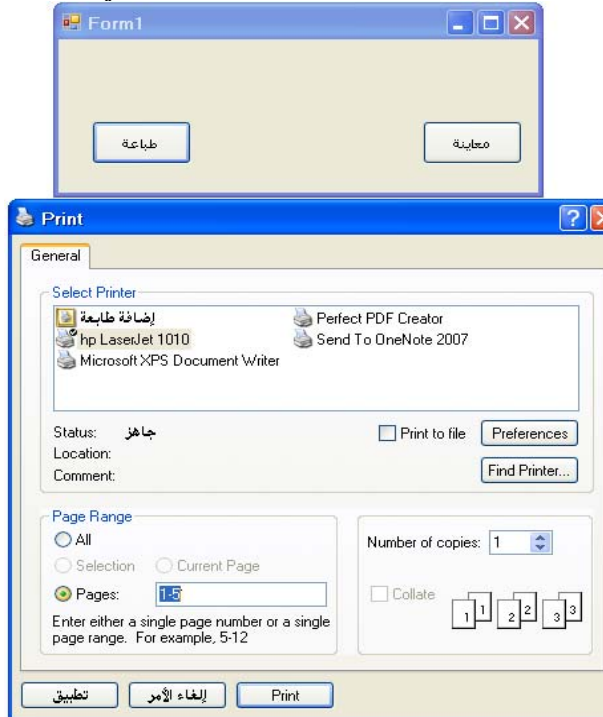 Form1
طباعة
معاينة
Print
General
Select Printer
إضافة طابعة
Perfect PDF Creator
hp LaserJet 1010
Send To OneNote 2007
Microsoft XPS Document Writer
Status: جاهز
Print to file
Preferences
Location:
Comment:
Find Printer...
Page Range
All
Selection
Current Page
Pages: 1-5
Enter either a single page number or a single
page range. For example, 5-12
Number of copies: 1
Collate
1 1 2 2 3 3
تطبيق
إلغاء الأمر
Print